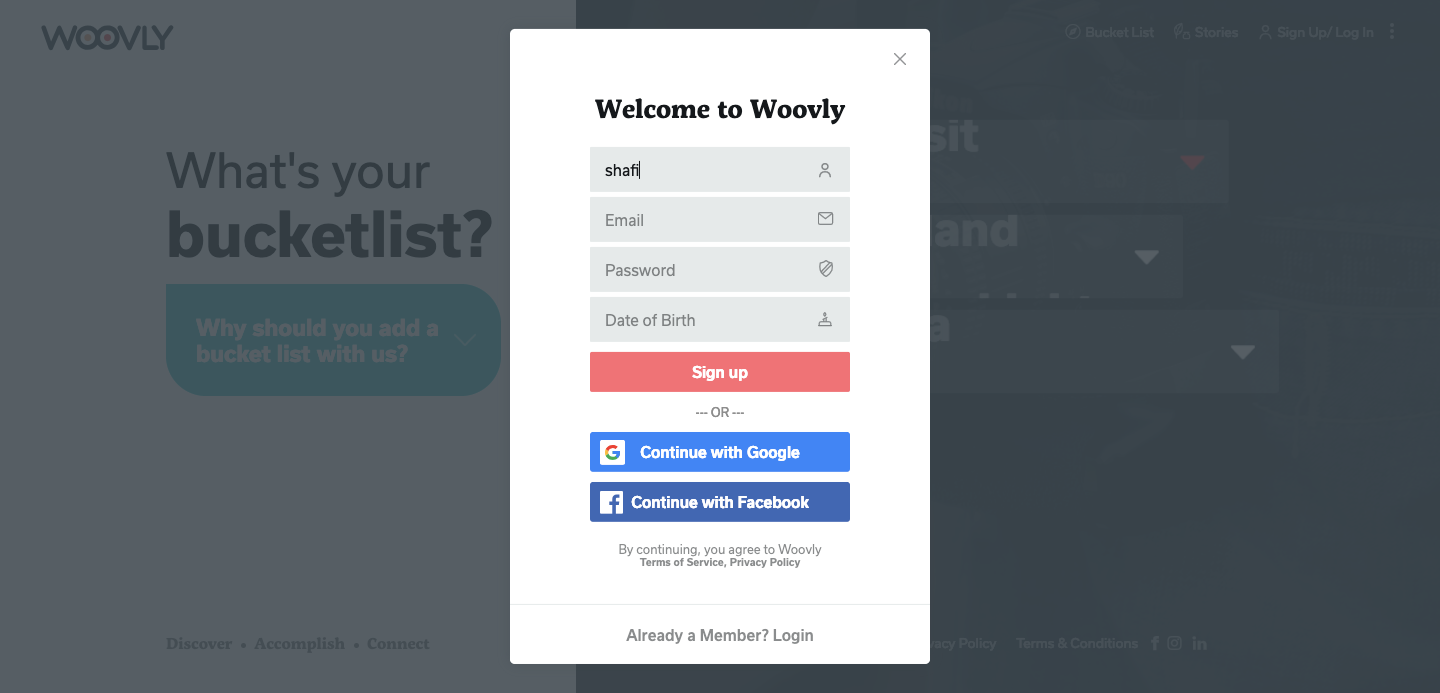 WOOVLY
Bucket List
Stories
Sign Up/ Log In
What's your
bucketlist?
Why should you add a
bucket list with us?
Welcome to Woovly
shafi
Email
Password
Date of Birth
Sign up
--- OR ---
Continue with Google
Continue with Facebook
By continuing, you agree to Woovly
Terms of Service, Privacy Policy
Already a Member? Login
and
a
Discover • Accomplish • Connect
Policy
Terms & Conditions